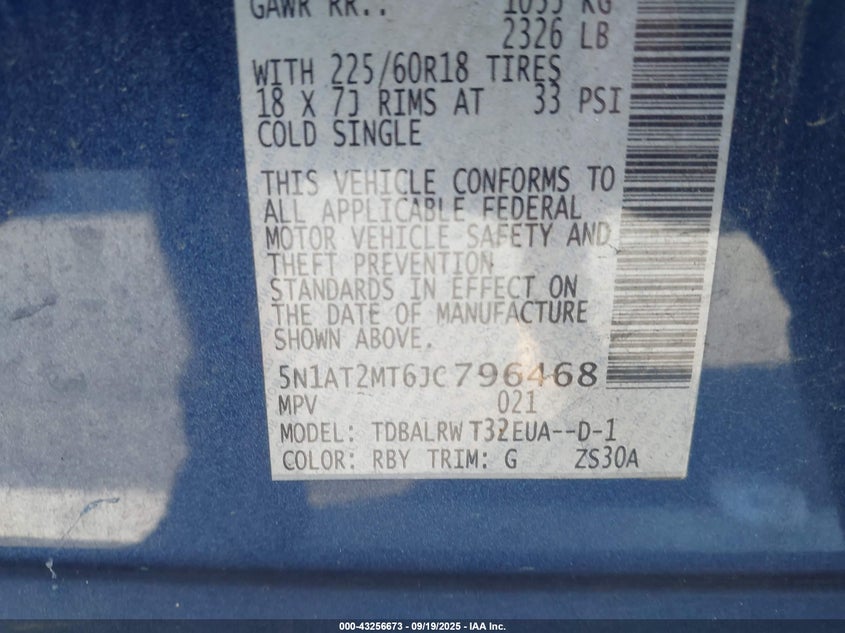 GAWR RR.: 1055 KG
2326 LB
WITH 225/60R18 TIRES
18 X 7J RIMS AT 33 PSI
COLD SINGLE
THIS VEHICLE CONFORMS TO
ALL APPLICABLE FEDERAL
MOTOR VEHICLE SAFETY AND
THEFT PREVENTION
STANDARDS IN EFFECT ON
THE DATE OF MANUFACTURE
SHOWN ABOVE.
5N1AT2MT6JC796468
MPV 021
MODEL: TDBALRW T32EUA--D-1
COLOR: RBY TRIM: G ZS30A
000-43256673 - 09/19/2025 - IAA Inc.